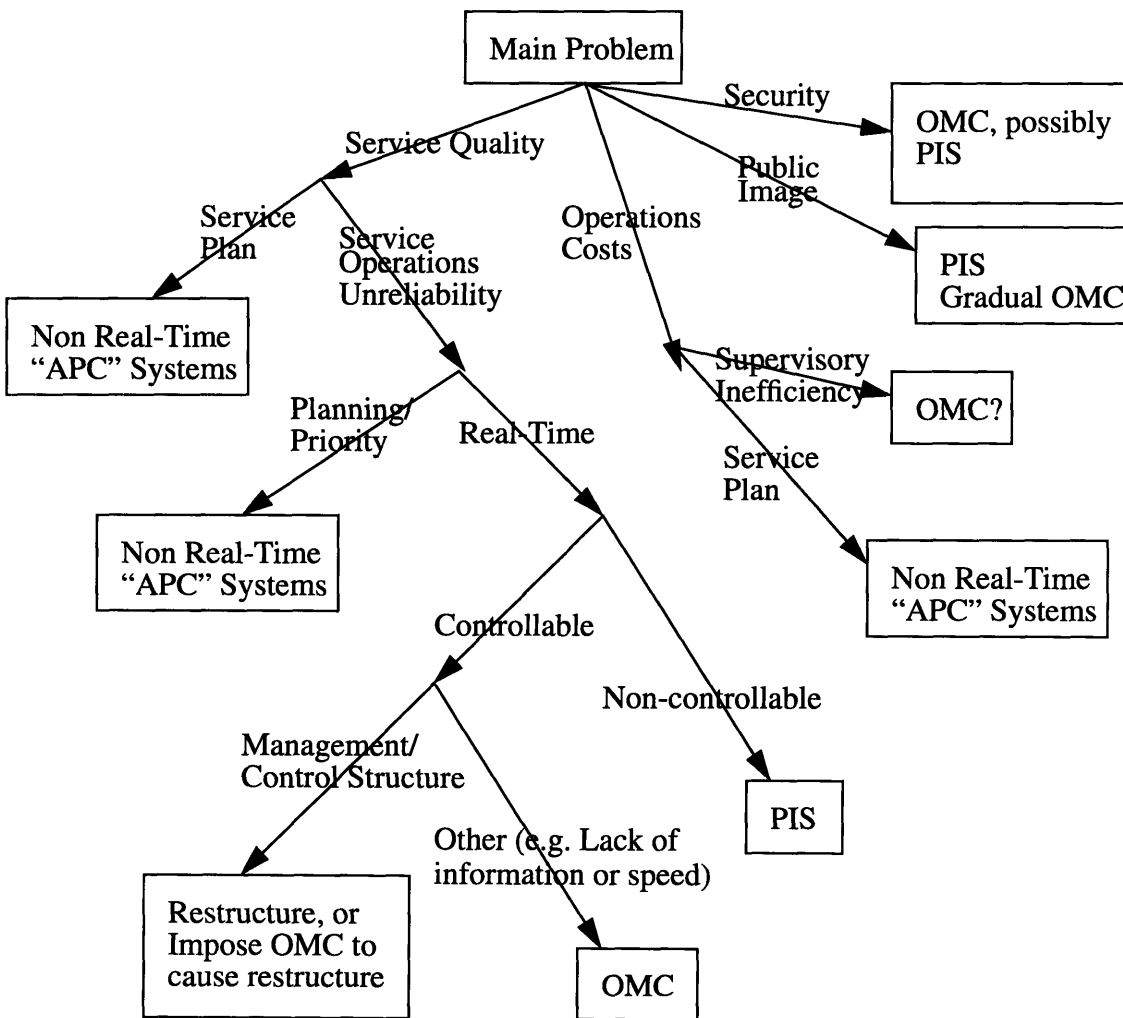 Main Problem
Security
OMC, possibly
PIS
Service Quality
Public
Image
Service
Plan
Service
Operations
Unreliability
Operations
Costs
PIS
Gradual OMC
Non Real-Time
“APC” Systems
Supervisory
Inefficiency
OMC?
Planning/
Priority
Real-Time
Service
Plan
Non Real-Time
“APC” Systems
Non Real-Time
“APC” Systems
Controllable
Non-controllable
Management/
Control Structure
PIS
Other (e.g. Lack of
information or speed)
Restructure, or
Impose OMC to
cause restructure
OMC